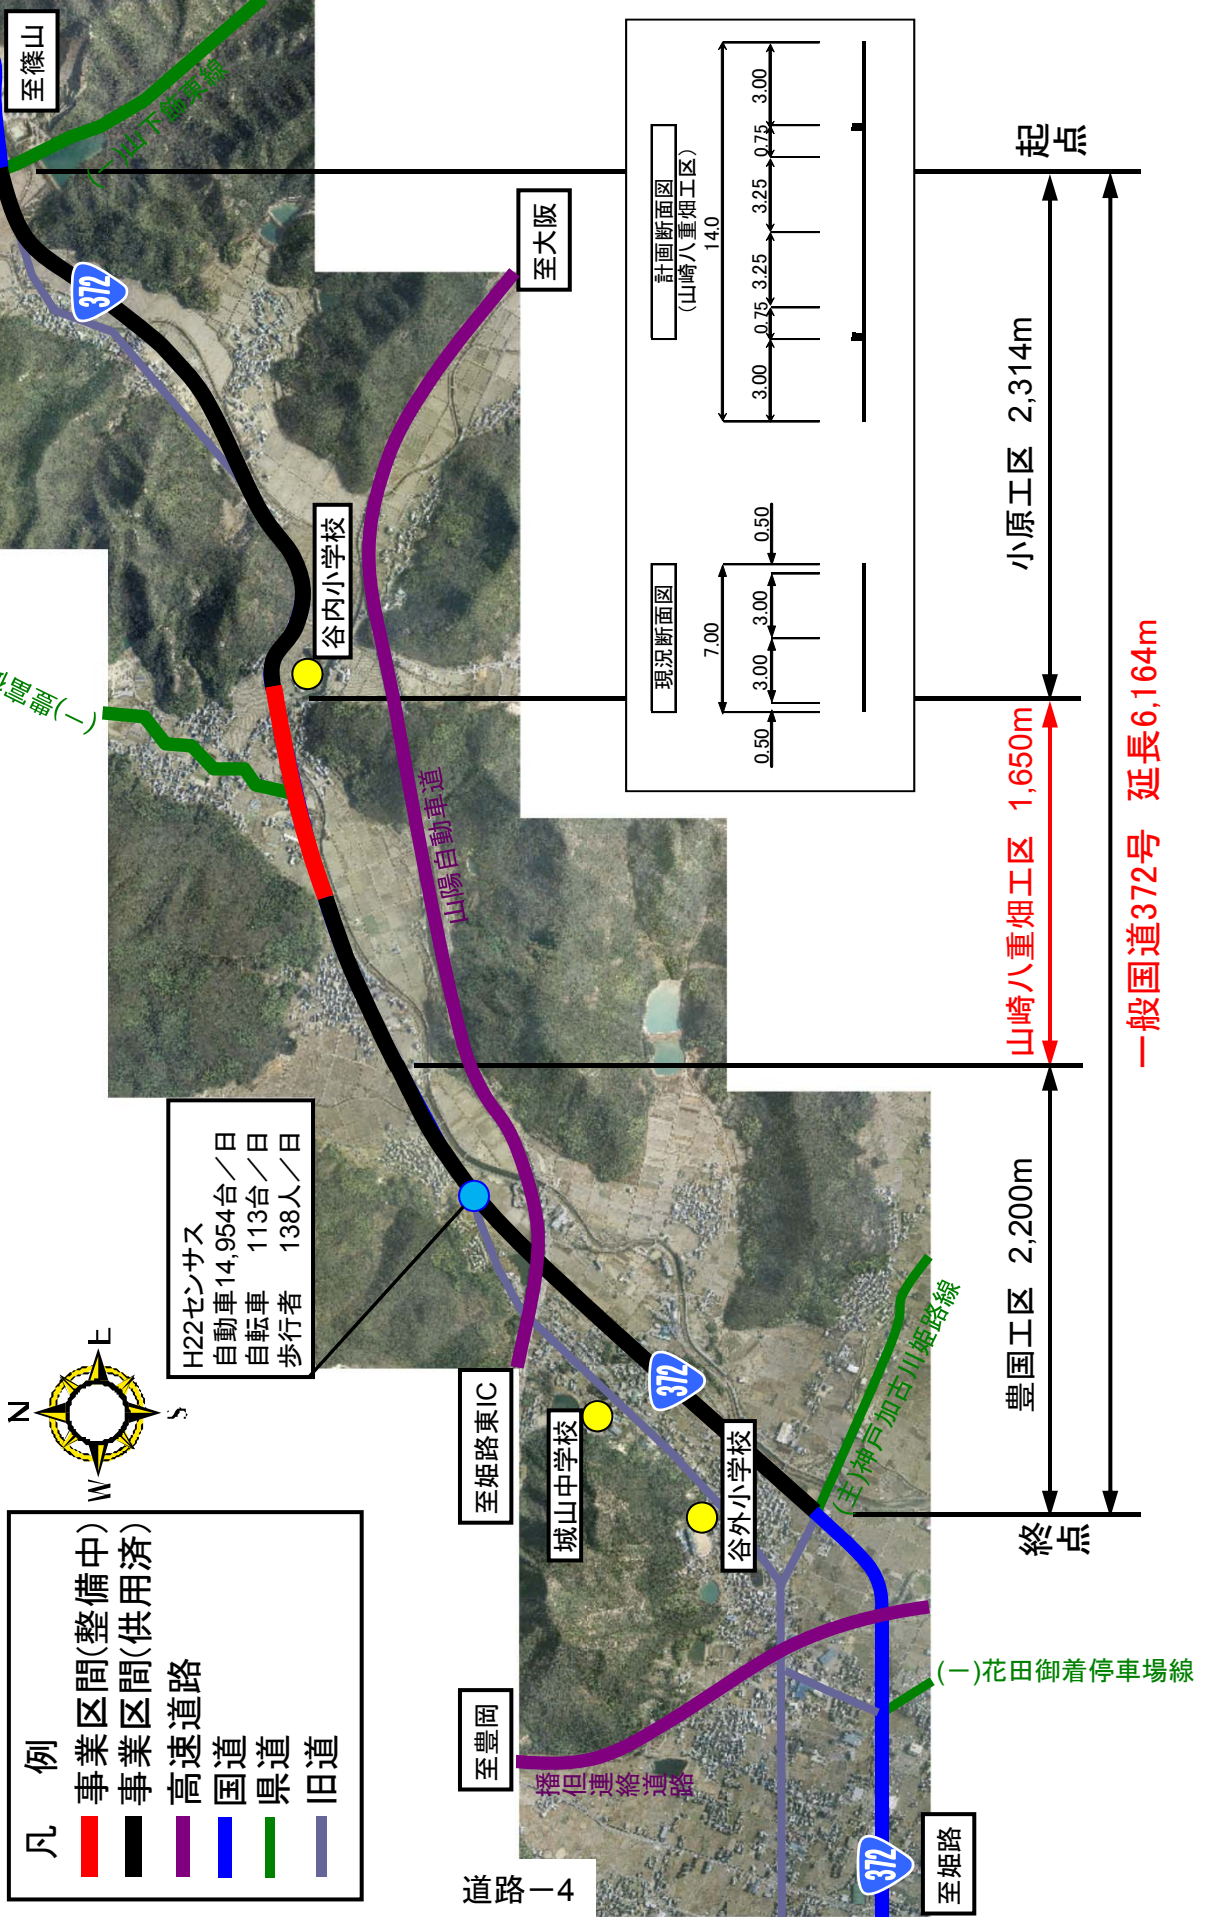 凡 例
事業区間(整備中)
事業区間(供用済)
高速道路
国道
県道
旧道
N
E
S
W
H22センサス
自動車14,954台/日
自転車 113台/日
歩行者 138人/日
至篠山
(一)山下飾東線
372
至大阪
谷内小学校
山陽自動車道
至姫路東IC
城山中学校
谷外小学校
372
(主)神戸加古川姫路線
至豊岡
播但連絡道路
(一)花田御着停車場線
372
至姫路
現況断面図
7.00
0.50
3.00
3.00
0.50
計画断面図
(山崎八重畑工区)
14.0
3.00
0.75
3.25
3.25
0.75
3.00
終点
起点
豊国工区 2,200m
山崎八重畑工区 1,650m
小原工区 2,314m
一般国道372号 延長6,164m
道路-4